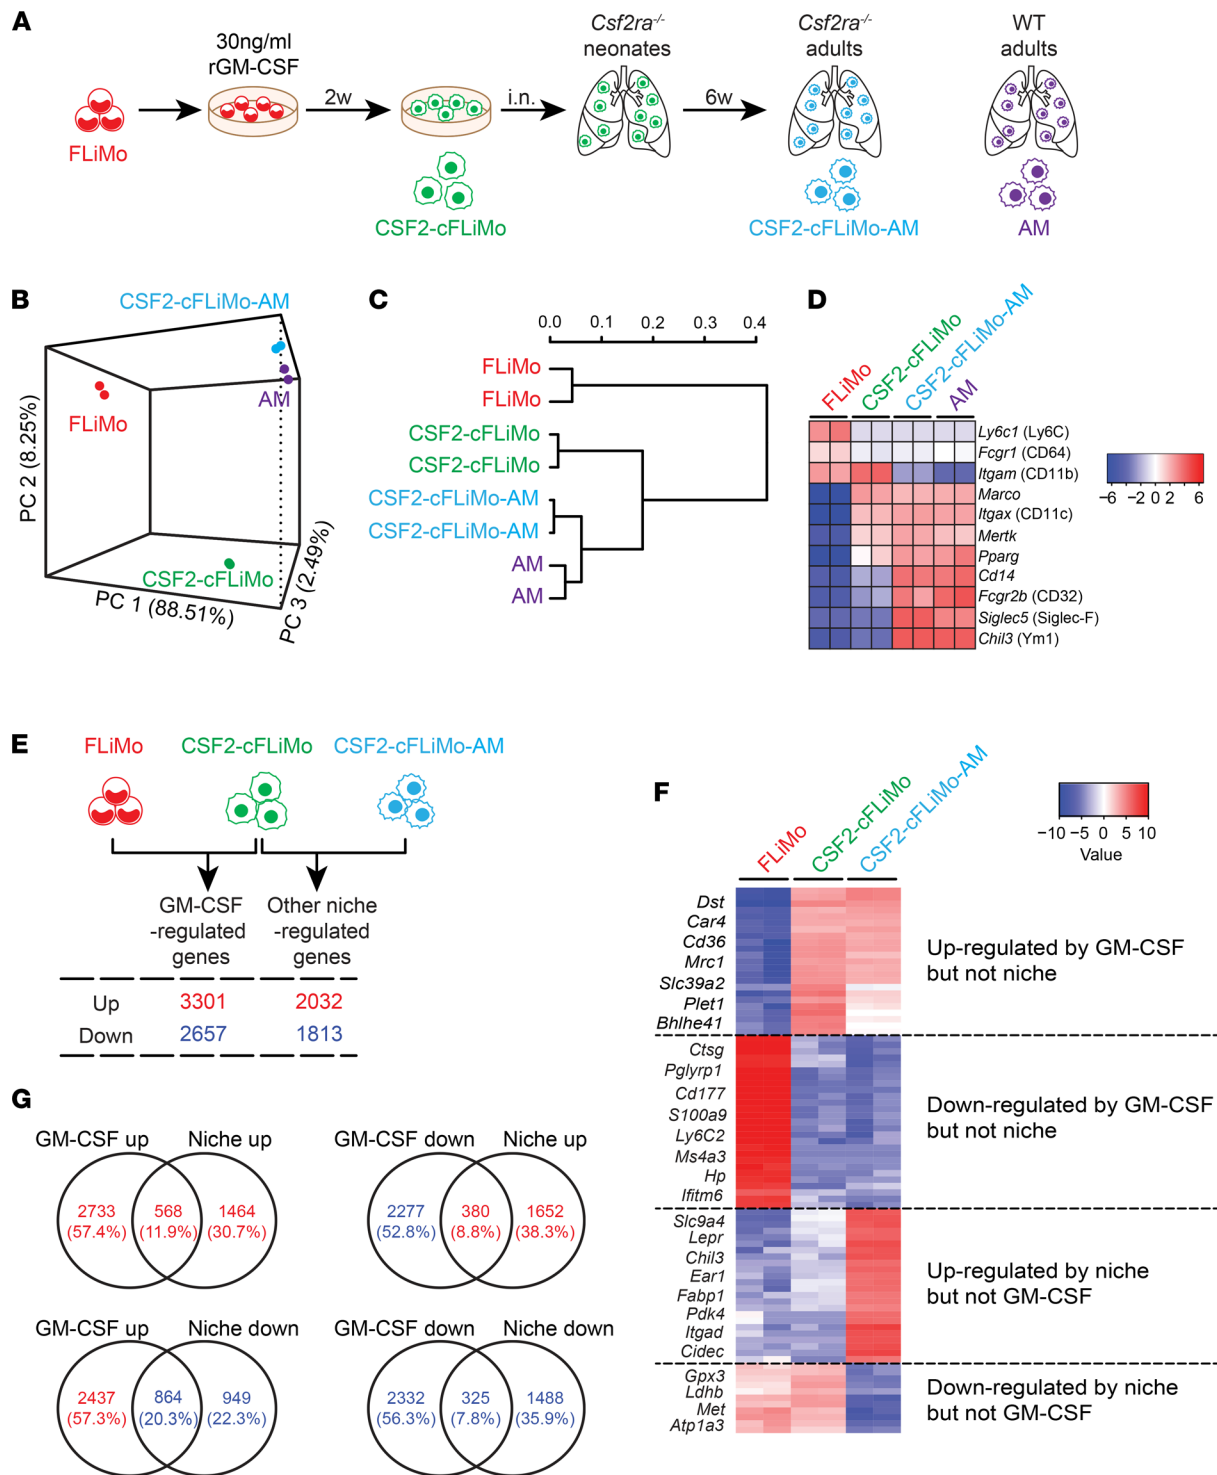 A
30ng/ml
rGM-CSF
Csf2ra-/-
neonates
Csf2ra-/-
adults
WT
adults
2w
i.n.
6w
FLiMo
CSF2-cFLiMo
CSF2-cFLiMo-AM
AM
B
CSF2-cFLiMo-AM
AM
FLiMo
CSF2-cFLiMo
PC 2 (8.25%)
PC 1 (88.51%)
PC 3 (2.49%)
C
0.0 0.1 0.2 0.3 0.4
FLiMo
FLiMo
CSF2-cFLiMo
CSF2-cFLiMo
CSF2-cFLiMo-AM
CSF2-cFLiMo-AM
AM
AM
D
FLiMo
CSF2-cFLiMo
CSF2-cFLiMo-AM
AM
Ly6c1 (Ly6C)
Fcgr1 (CD64)
Itgam (CD11b)
Marco
Itgax (CD11c)
Mertk
Pparg
Cd14
Fcgr2b (CD32)
Siglec5 (Siglec-F)
Chil3 (Ym1)
−6 −2 0 2 6
E
FLiMo
CSF2-cFLiMo
CSF2-cFLiMo-AM
GM-CSF
-regulated
genes
Other niche
-regulated
genes
Up 3301 2032
Down 2657 1813
F
FLiMo
CSF2-cFLiMo
CSF2-cFLiMo-AM
−10 −5 0 5 10
Value
Dst
Car4
Cd36
Mrc1
Slc39a2
Plet1
Bhlhe41
Up-regulated by GM-CSF
but not niche
Ctsg
Pglyrp1
Cd177
S100a9
Ly6C2
Ms4a3
Hp
Ifitm6
Down-regulated by GM-CSF
but not niche
Slc9a4
Lepr
Chil3
Ear1
Fabp1
Pdk4
Itgad
Cidec
Up-regulated by niche
but not GM-CSF
Gpx3
Ldhb
Met
Atp1a3
Down-regulated by niche
but not GM-CSF
G
GM-CSF up Niche up
2733 568 1464
(57.4%) (11.9%) (30.7%)
GM-CSF down Niche up
2277 380 1652
(52.8%) (8.8%) (38.3%)
GM-CSF up Niche down
2437 864 949
(57.3%) (20.3%) (22.3%)
GM-CSF down Niche down
2332 325 1488
(56.3%) (7.8%) (35.9%)